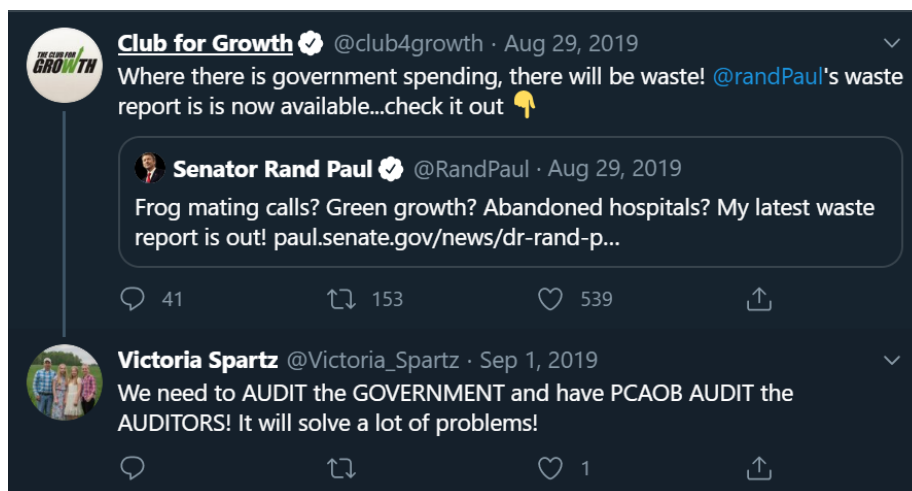 THE CLUB FOR
GROWTH
Club for Growth @club4growth · Aug 29, 2019
Where there is government spending, there will be waste! @randPaul's waste
report is is now available...check it out 👇
Senator Rand Paul @RandPaul · Aug 29, 2019
Frog mating calls? Green growth? Abandoned hospitals? My latest waste
report is out! paul.senate.gov/news/dr-rand-p...
41 153 539
Victoria Spartz @Victoria_Spartz · Sep 1, 2019
We need to AUDIT the GOVERNMENT and have PCAOB AUDIT the
AUDITORS! It will solve a lot of problems!
1